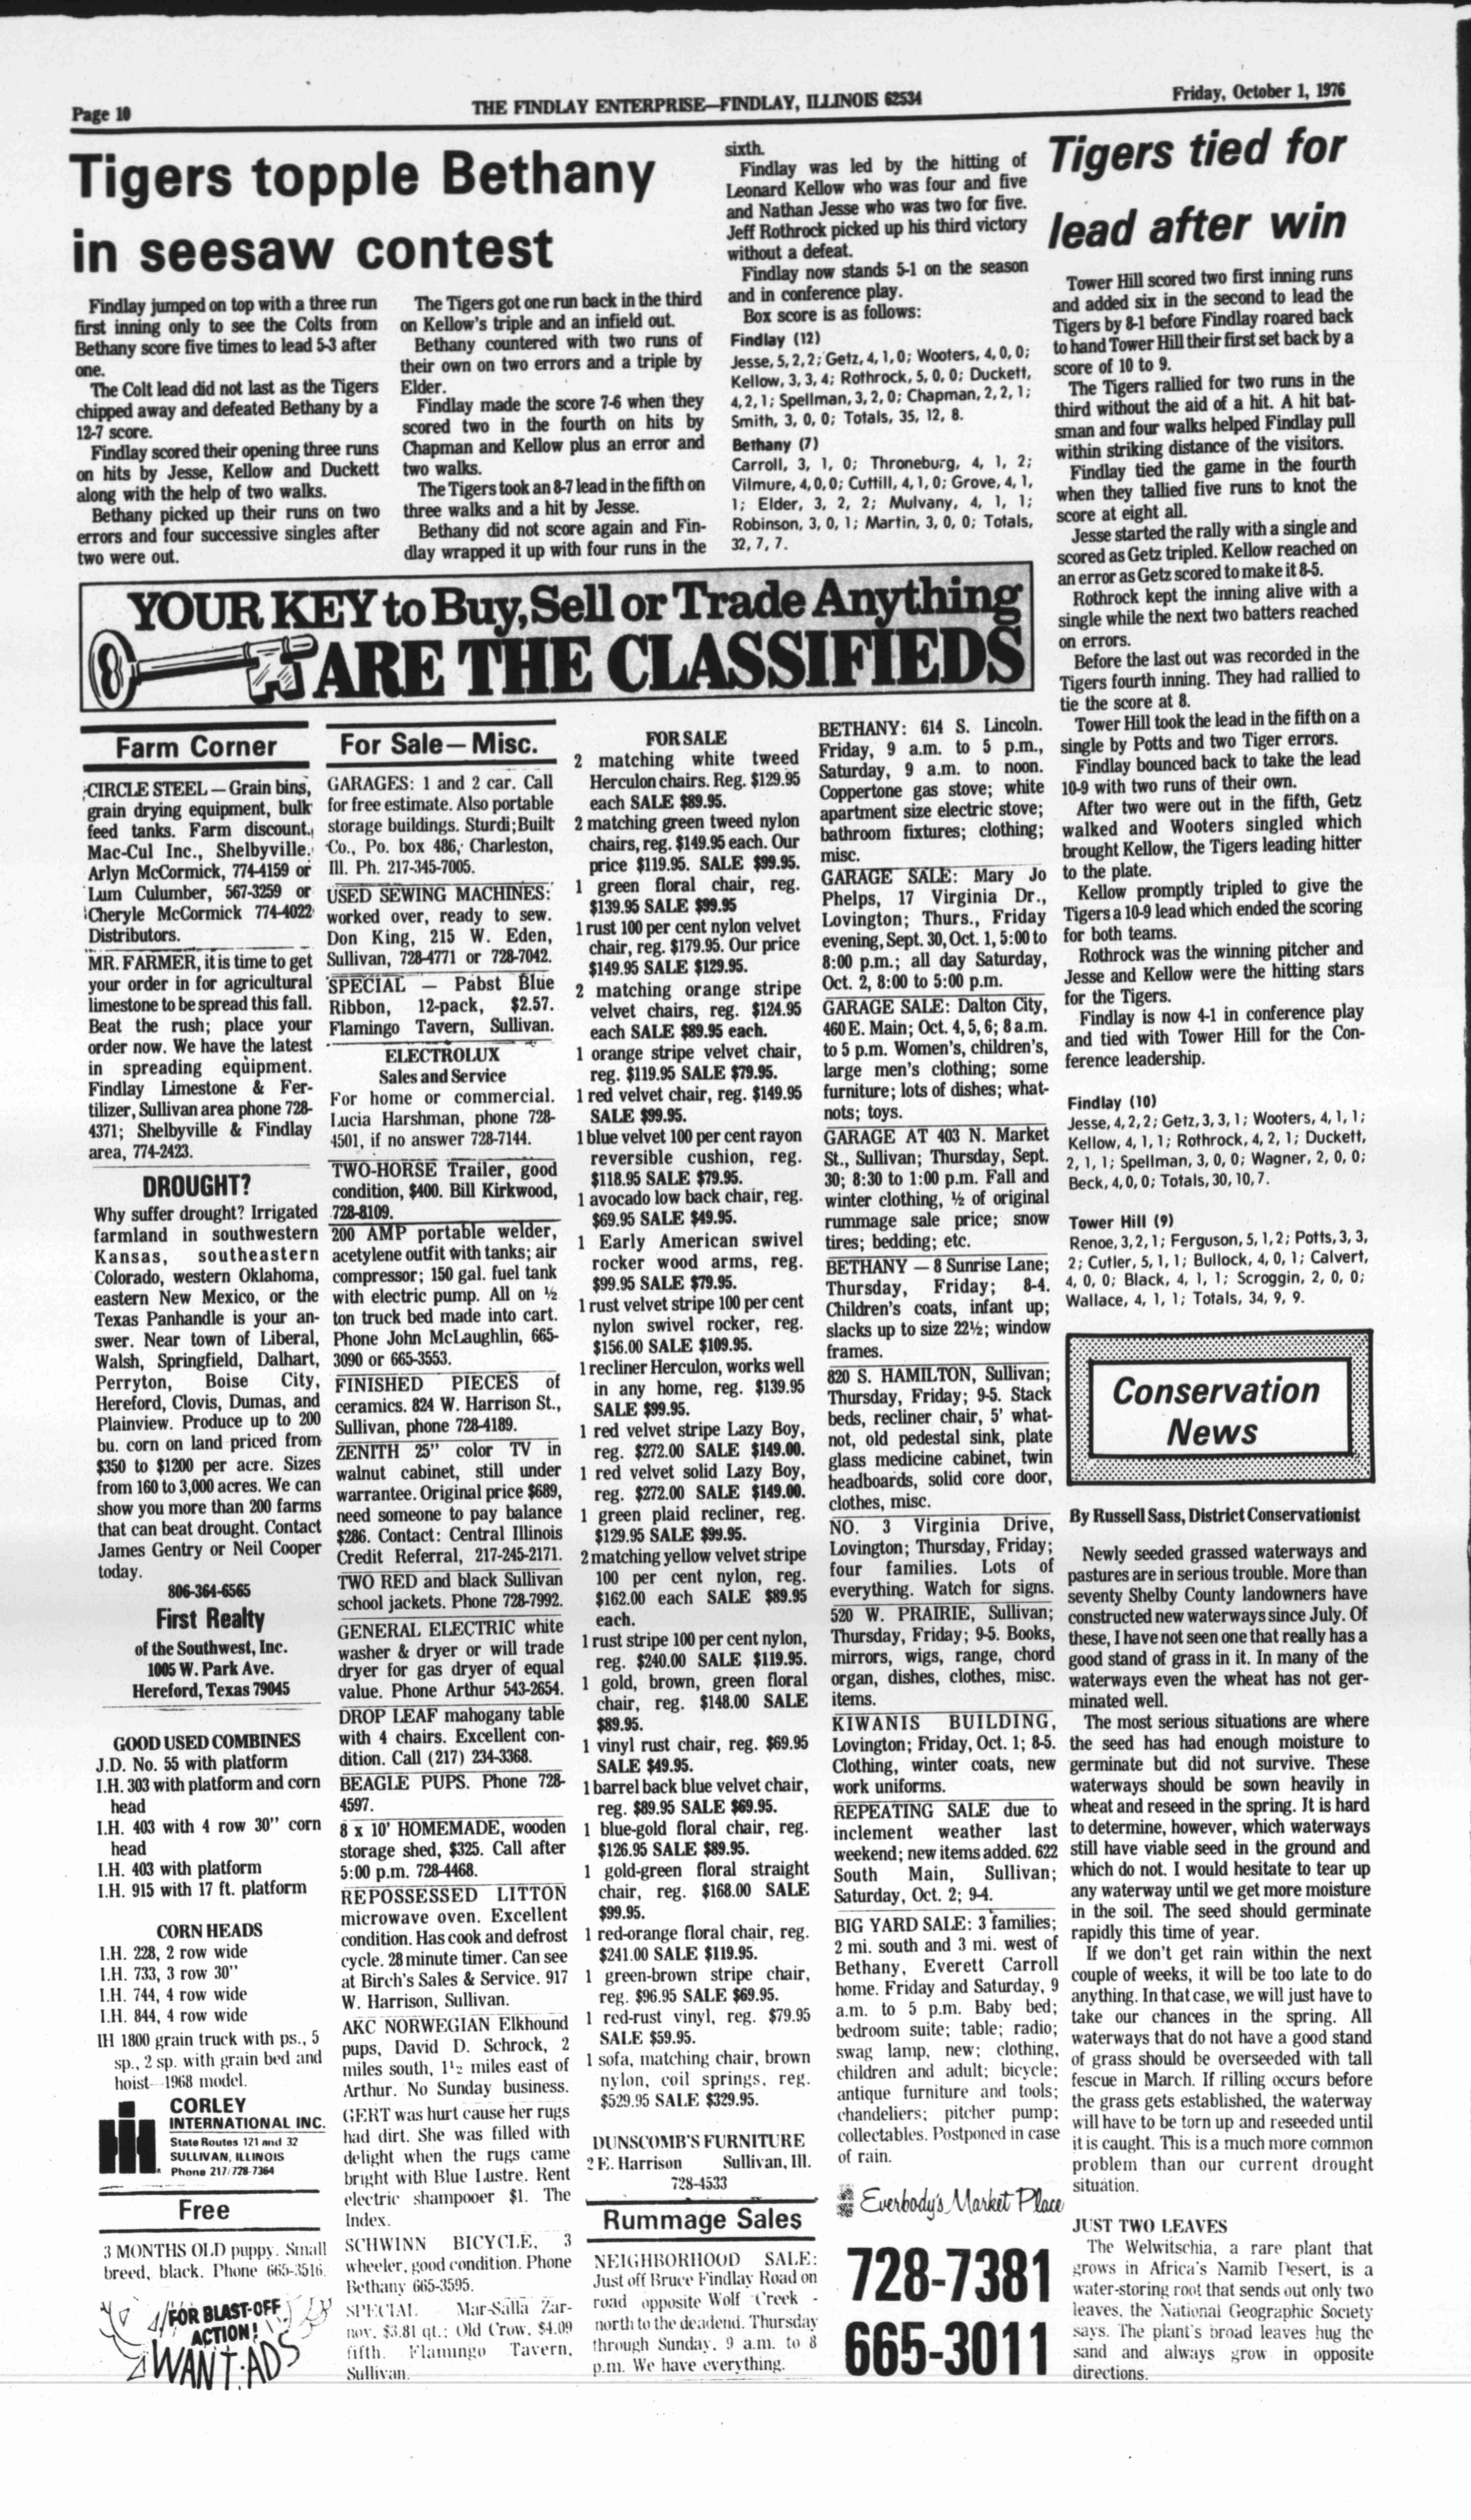 Page 10
THE FINDLAY ENTERPRISE—FINDLAY, ILLINOIS 62534
Friday, October 1, 1976
Tigers topple Bethany
in seesaw contest
Findlay jumped on top with a three run
first inning only to see the Colts from
Bethany score five times to lead 5-3 after
one.
The Colt lead did not last as the Tigers
chipped away and defeated Bethany by a
12-7 score.
Findlay scored their opening three runs
on hits by Jesse, Kellow and Duckett
along with the help of two walks.
Bethany picked up their runs on two
errors and four successive singles after
two were out.
The Tigers got one run back in the third
on Kellow's triple and an infield out.
Bethany countered with two runs of
their own on two errors and a triple by
Elder.
Findlay made the score 7-6 when they
scored two in the fourth on hits by
Chapman and Kellow plus an error and
two walks.
The Tigers took an 8-7 lead in the fifth on
three walks and a hit by Jesse.
Bethany did not score again and Fin-
dlay wrapped it up with four runs in the
sixth.
Findlay was led by the hitting of
Leonard Kellow who was four and five
and Nathan Jesse who was two for five.
Jeff Rothrock picked up his third victory
without a defeat.
Findlay now stands 5-1 on the season
and in conference play.
Box score is as follows:
Findlay (12)
Jesse, 5, 2, 2; Getz, 4, 1, 0; Wooters, 4, 0, 0;
Kellow, 3, 3, 4; Rothrock, 5, 0, 0; Duckett,
4, 2, 1; Spellman, 3, 2, 0; Chapman, 2, 2, 1;
Smith, 3, 0, 0; Totals, 35, 12, 8.
Bethany (7)
Carroll, 3, 1, 0; Throneburg, 4, 1, 2;
Vilmure, 4, 0, 0; Cuttill, 4, 1, 0; Grove, 4, 1,
1; Elder, 3, 2, 2; Mulvany, 4, 1, 1;
Robinson, 3, 0, 1; Martin, 3, 0, 0; Totals,
32, 7, 7.
Tigers tied for
lead after win
Tower Hill scored two first inning runs
and added six in the second to lead the
Tigers by 8-1 before Findlay roared back
to hand Tower Hill their first set back by a
score of 10 to 9.
The Tigers rallied for two runs in the
third without the aid of a hit. A hit bat-
sman and four walks helped Findlay pull
within striking distance of the visitors.
Findlay tied the game in the fourth
when they tallied five runs to knot the
score at eight all.
Jesse started the rally with a single and
scored as Getz tripled. Kellow reached on
an error as Getz scored to make it 8-5.
Rothrock kept the inning alive with a
single while the next two batters reached
on errors.
Before the last out was recorded in the
Tigers fourth inning. They had rallied to
tie the score at 8.
Tower Hill took the lead in the fifth on a
single by Potts and two Tiger errors.
Findlay bounced back to take the lead
10-9 with two runs of their own.
After two were out in the fifth, Getz
walked and Wooters singled which
brought Kellow, the Tigers leading hitter
to the plate.
Kellow promptly tripled to give the
Tigers a 10-9 lead which ended the scoring
for both teams.
Rothrock was the winning pitcher and
Jesse and Kellow were the hitting stars
for the Tigers.
Findlay is now 4-1 in conference play
and tied with Tower Hill for the Con-
ference leadership.
Findlay (10)
Jesse, 4, 2, 2; Getz, 3, 3, 1; Wooters, 4, 1, 1;
Kellow, 4, 1, 1; Rothrock, 4, 2, 1; Duckett,
2, 1, 1; Spellman, 3, 0, 0; Wagner, 2, 0, 0;
Beck, 4, 0, 0; Totals, 30, 10, 7.
Tower Hill (9)
Renoe, 3, 2, 1; Ferguson, 5, 1, 2; Potts, 3, 3,
2; Cutler, 5, 1, 1; Bullock, 4, 0, 1; Calvert,
4, 0, 0; Black, 4, 1, 1; Scroggin, 2, 0, 0;
Wallace, 4, 1, 1; Totals, 34, 9, 9.
YOUR KEY to Buy, Sell or Trade Anything
ARE THE CLASSIFIEDS
Farm Corner
CIRCLE STEEL — Grain bins,
grain drying equipment, bulk
feed tanks. Farm discount.
Mac-Cul Inc., Shelbyville.
Arlyn McCormick, 774-4159 or
Lum Culumber, 567-3259 or
Cheryle McCormick 774-4022
Distributors.
MR. FARMER, it is time to get
your order in for agricultural
limestone to be spread this fall.
Beat the rush; place your
order now. We have the latest
in spreading equipment.
Findlay Limestone & Fer-
tilizer, Sullivan area phone 728-
4371; Shelbyville & Findlay
area, 774-2423.
DROUGHT?
Why suffer drought? Irrigated
farmland in southwestern
Kansas, southeastern
Colorado, western Oklahoma,
eastern New Mexico, or the
Texas Panhandle is your an-
swer. Near town of Liberal,
Walsh, Springfield, Dalhart,
Perryton, Boise City,
Hereford, Clovis, Dumas, and
Plainview. Produce up to 200
bu. corn on land priced from
$350 to $1200 per acre. Sizes
from 160 to 3,000 acres. We can
show you more than 200 farms
that can beat drought. Contact
James Gentry or Neil Cooper
today.
806-364-6565
First Realty
of the Southwest, Inc.
1005 W. Park Ave.
Hereford, Texas 79045
GOOD USED COMBINES
J.D. No. 55 with platform
I.H. 303 with platform and corn
head
I.H. 403 with 4 row 30" corn
head
I.H. 403 with platform
I.H. 915 with 17 ft. platform
CORN HEADS
I.H. 228, 2 row wide
I.H. 733, 3 row 30"
I.H. 744, 4 row wide
I.H. 844, 4 row wide
IH 1800 grain truck with ps., 5
sp., 2 sp. with grain bed and
hoist—1968 model.
CORLEY
INTERNATIONAL INC.
State Routes 121 and 32
SULLIVAN, ILLINOIS
Phone 217/728-7364
Free
3 MONTHS OLD puppy. Small
breed, black. Phone 665-3516.
FOR BLAST-OFF
ACTION!
WANT-ADS
For Sale—Misc.
GARAGES: 1 and 2 car. Call
for free estimate. Also portable
storage buildings. Sturdi-Built
Co., Po. box 486, Charleston,
Ill. Ph. 217-345-7005.
USED SEWING MACHINES:
worked over, ready to sew.
Don King, 215 W. Eden,
Sullivan, 728-4771 or 728-7042.
SPECIAL — Pabst Blue
Ribbon, 12-pack, $2.57.
Flamingo Tavern, Sullivan.
ELECTROLUX
Sales and Service
For home or commercial.
Lucia Harshman, phone 728-
4501, if no answer 728-7144.
TWO-HORSE Trailer, good
condition, $400. Bill Kirkwood,
728-8109.
200 AMP portable welder,
acetylene outfit with tanks; air
compressor; 150 gal. fuel tank
with electric pump. All on ½
ton truck bed made into cart.
Phone John McLaughlin, 665-
3090 or 665-3553.
FINISHED PIECES of
ceramics. 824 W. Harrison St.,
Sullivan, phone 728-4189.
ZENITH 25" color TV in
walnut cabinet, still under
warrantee. Original price $689,
need someone to pay balance
$286. Contact: Central Illinois
Credit Referral, 217-245-2171.
TWO RED and black Sullivan
school jackets. Phone 728-7992.
GENERAL ELECTRIC white
washer & dryer or will trade
dryer for gas dryer of equal
value. Phone Arthur 543-2654.
DROP LEAF mahogany table
with 4 chairs. Excellent con-
dition. Call (217) 234-3368.
BEAGLE PUPS. Phone 728-
4597.
8 x 10' HOMEMADE, wooden
storage shed, $325. Call after
5:00 p.m. 728-4468.
REPOSSESSED LITTON
microwave oven. Excellent
condition. Has cook and defrost
cycle. 28 minute timer. Can see
at Birch's Sales & Service. 917
W. Harrison, Sullivan.
AKC NORWEGIAN Elkhound
pups, David D. Schrock, 2
miles south, 1½ miles east of
Arthur. No Sunday business.
GERT was hurt cause her rugs
had dirt. She was filled with
delight when the rugs came
bright with Blue Lustre. Rent
electric shampooer $1. The
Index.
SCHWINN BICYCLE, 3
wheeler, good condition. Phone
Bethany 665-3595.
SPECIAL Mar-Salla Zar-
nov, $3.81 qt.; Old Crow, $4.09
fifth. Flamingo Tavern,
Sullivan.
FOR SALE
2 matching white tweed
Herculon chairs. Reg. $129.95
each SALE $89.95.
2 matching green tweed nylon
chairs, reg. $149.95 each. Our
price $119.95. SALE $99.95.
1 green floral chair, reg.
$139.95 SALE $99.95
1 rust 100 per cent nylon velvet
chair, reg. $179.95. Our price
$149.95 SALE $129.95.
2 matching orange stripe
velvet chairs, reg. $124.95
each SALE $89.95 each.
1 orange stripe velvet chair,
reg. $119.95 SALE $79.95.
1 red velvet chair, reg. $149.95
SALE $99.95.
1 blue velvet 100 per cent rayon
reversible cushion, reg.
$118.95 SALE $79.95.
1 avocado low back chair, reg.
$69.95 SALE $49.95.
1 Early American swivel
rocker wood arms, reg.
$99.95 SALE $79.95.
1 rust velvet stripe 100 per cent
nylon swivel rocker, reg.
$156.00 SALE $109.95.
1 recliner Herculon, works well
in any home, reg. $139.95
SALE $99.95.
1 red velvet stripe Lazy Boy,
reg. $272.00 SALE $149.00.
1 red velvet solid Lazy Boy,
reg. $272.00 SALE $149.00.
1 green plaid recliner, reg.
$129.95 SALE $99.95.
2 matching yellow velvet stripe
100 per cent nylon, reg.
$162.00 each SALE $89.95
each.
1 rust stripe 100 per cent nylon,
reg. $240.00 SALE $119.95.
1 gold, brown, green floral
chair, reg. $148.00 SALE
$89.95.
1 vinyl rust chair, reg. $69.95
SALE $49.95.
1 barrel back blue velvet chair,
reg. $89.95 SALE $69.95.
1 blue-gold floral chair, reg.
$126.95 SALE $89.95.
1 gold-green floral straight
chair, reg. $168.00 SALE
$99.95.
1 red-orange floral chair, reg.
$241.00 SALE $119.95.
1 green-brown stripe chair,
reg. $96.95 SALE $69.95.
1 red-rust vinyl, reg. $79.95
SALE $59.95.
1 sofa, matching chair, brown
nylon, coil springs, reg.
$529.95 SALE $329.95.
DUNSCOMB'S FURNITURE
2 E. Harrison Sullivan, Ill.
728-4533
Rummage Sales
NEIGHBORHOOD SALE:
Just off Bruce Findlay Road on
road opposite Wolf Creek -
north to the deadend. Thursday
through Sunday, 9 a.m. to 8
p.m. We have everything.
BETHANY: 614 S. Lincoln.
Friday, 9 a.m. to 5 p.m.,
Saturday, 9 a.m. to noon.
Coppertone gas stove; white
apartment size electric stove;
bathroom fixtures; clothing;
misc.
GARAGE SALE: Mary Jo
Phelps, 17 Virginia Dr.,
Lovington; Thurs., Friday
evening, Sept. 30, Oct. 1, 5:00 to
8:00 p.m.; all day Saturday,
Oct. 2, 8:00 to 5:00 p.m.
GARAGE SALE: Dalton City,
460 E. Main; Oct. 4, 5, 6; 8 a.m.
to 5 p.m. Women's, children's,
large men's clothing; some
furniture; lots of dishes; what-
nots; toys.
GARAGE AT 403 N. Market
St., Sullivan; Thursday, Sept.
30; 8:30 to 1:00 p.m. Fall and
winter clothing, ½ of original
rummage sale price; snow
tires; bedding; etc.
BETHANY — 8 Sunrise Lane;
Thursday, Friday; 8-4.
Children's coats, infant up;
slacks up to size 22½; window
frames.
820 S. HAMILTON, Sullivan;
Thursday, Friday; 9-5. Stack
beds, recliner chair, 5' what-
not, old pedestal sink, plate
glass medicine cabinet, twin
headboards, solid core door,
clothes, misc.
NO. 3 Virginia Drive,
Lovington; Thursday, Friday;
four families. Lots of
everything. Watch for signs.
520 W. PRAIRIE, Sullivan;
Thursday, Friday; 9-5. Books,
mirrors, wigs, range, chord
organ, dishes, clothes, misc.
items.
KIWANIS BUILDING,
Lovington; Friday, Oct. 1; 8-5.
Clothing, winter coats, new
work uniforms.
REPEATING SALE due to
inclement weather last
weekend; new items added. 622
South Main, Sullivan;
Saturday, Oct. 2; 9-4.
BIG YARD SALE: 3 families;
2 mi. south and 3 mi. west of
Bethany, Everett Carroll
home. Friday and Saturday, 9
a.m. to 5 p.m. Baby bed;
bedroom suite; table; radio;
swag lamp, new; clothing,
children and adult; bicycle;
antique furniture and tools;
chandeliers; pitcher pump;
collectables. Postponed in case
of rain.
Everbody's Market Place
728-7381
665-3011
Conservation
News
By Russell Sass, District Conservationist
Newly seeded grassed waterways and
pastures are in serious trouble. More than
seventy Shelby County landowners have
constructed new waterways since July. Of
these, I have not seen one that really has a
good stand of grass in it. In many of the
waterways even the wheat has not ger-
minated well.
The most serious situations are where
the seed has had enough moisture to
germinate but did not survive. These
waterways should be sown heavily in
wheat and reseed in the spring. It is hard
to determine, however, which waterways
still have viable seed in the ground and
which do not. I would hesitate to tear up
any waterway until we get more moisture
in the soil. The seed should germinate
rapidly this time of year.
If we don't get rain within the next
couple of weeks, it will be too late to do
anything. In that case, we will just have to
take our chances in the spring. All
waterways that do not have a good stand
of grass should be overseeded with tall
fescue in March. If rilling occurs before
the grass gets established, the waterway
will have to be torn up and reseeded until
it is caught. This is a much more common
problem than our current drought
situation.
JUST TWO LEAVES
The Welwitschia, a rare plant that
grows in Africa's Namib Desert, is a
water-storing root that sends out only two
leaves, the National Geographic Society
says. The plant's broad leaves hug the
sand and always grow in opposite
directions.